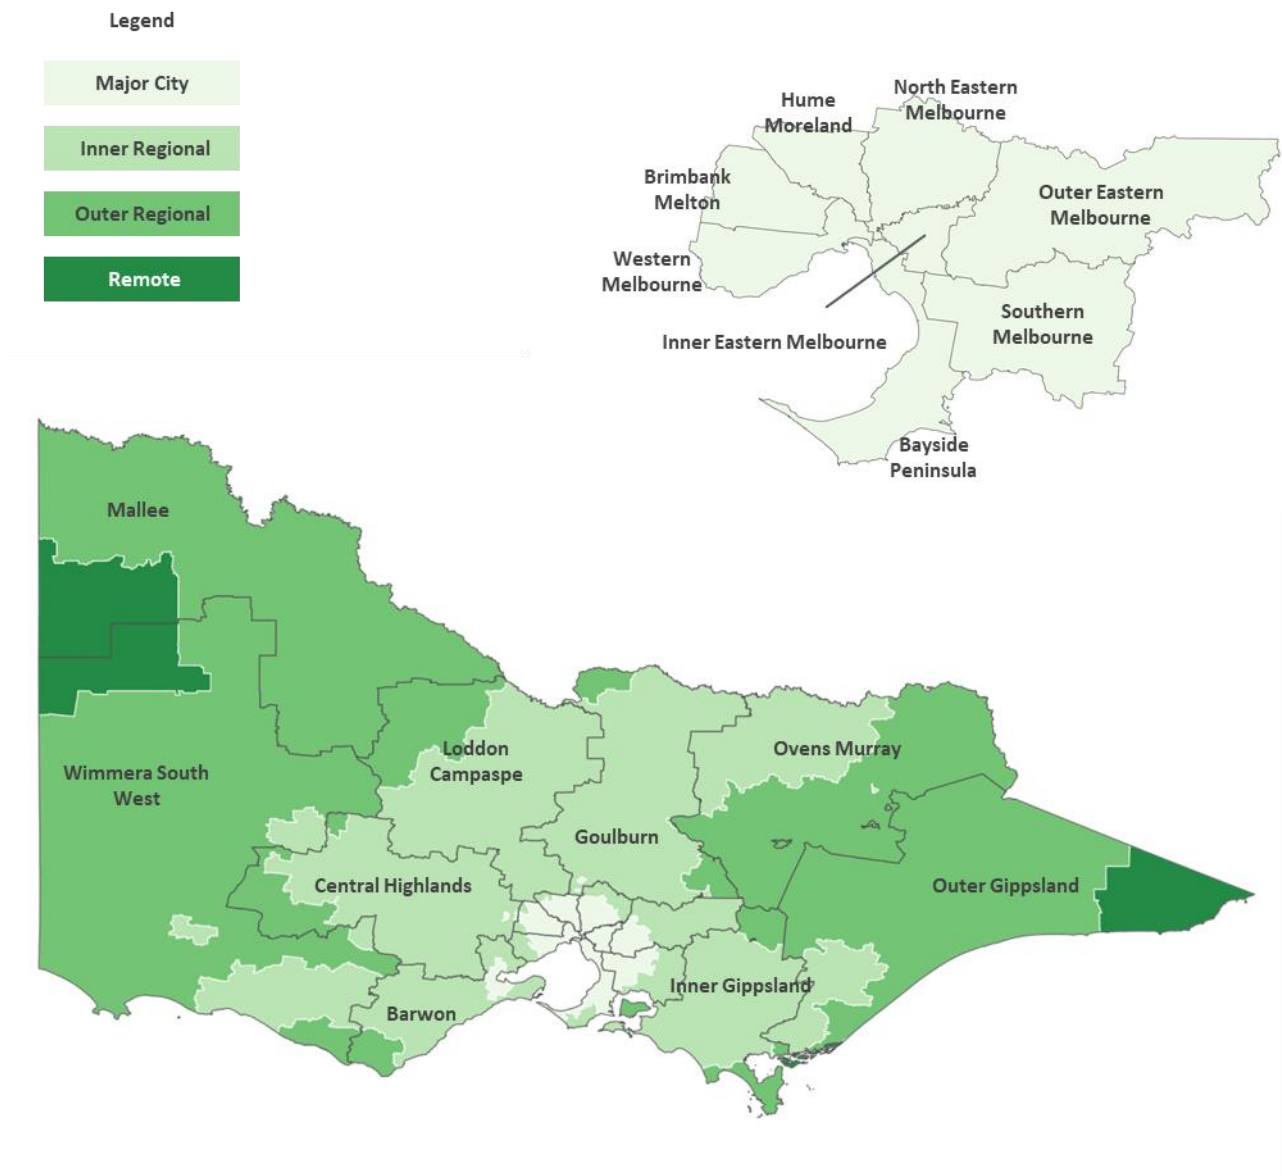 Legend
Major City
Inner Regional
Outer Regional
Remote
North Eastern
Melbourne
Hume
Moreland
Brimbank
Melton
Outer Eastern
Melbourne
Western
Melbourne
Southern
Melbourne
Inner Eastern Melbourne
Bayside
Peninsula
Mallee
Loddon
Campaspe
Ovens Murray
Wimmera South
West
Goulburn
Central Highlands
Outer Gippsland
Inner Gippsland
Barwon